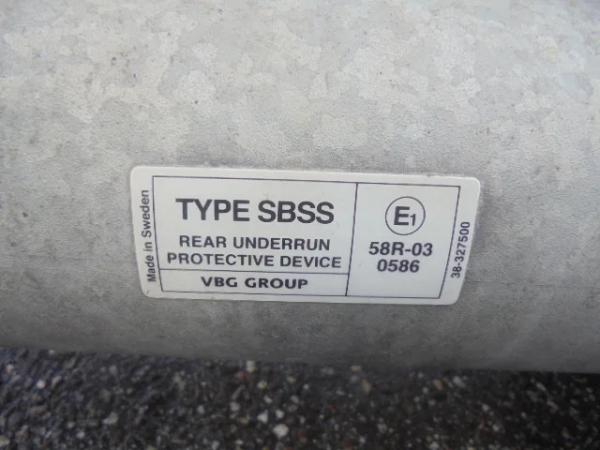 Made in Sweden
TYPE SBSS
REAR UNDERRUN
PROTECTIVE DEVICE
VBG GROUP
E1
58R-03
0586
38-327500